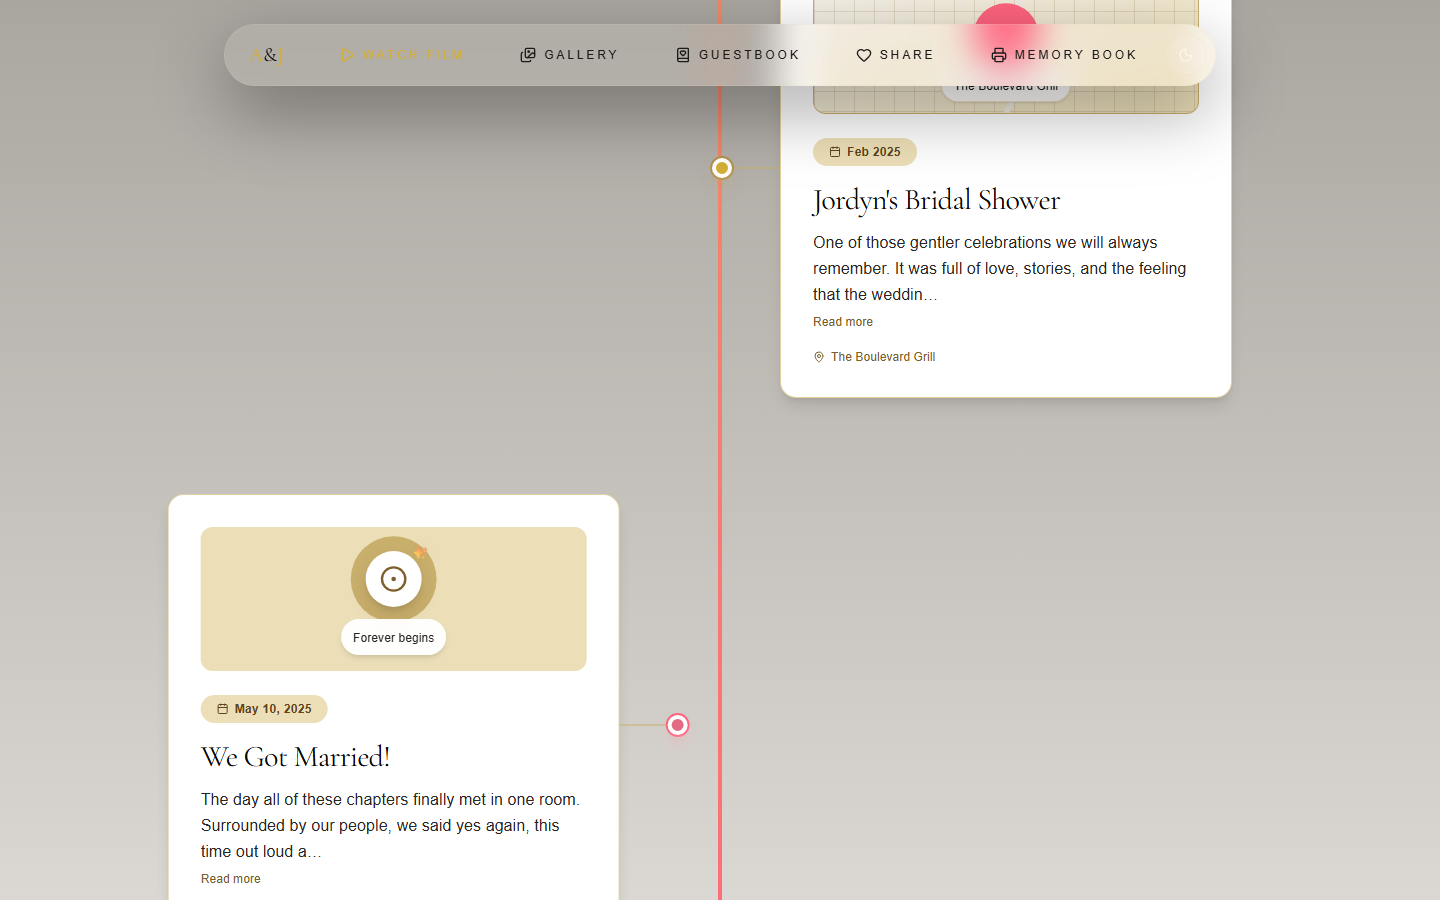 A&J
WATCH FILM
GALLERY
GUESTBOOK
SHARE
MEMORY BOOK
The Boulevard Grill
Feb 2025
Jordyn's Bridal Shower
One of those gentler celebrations we will always
remember. It was full of love, stories, and the feeling
that the weddin…
Read more
The Boulevard Grill
Forever begins
May 10, 2025
We Got Married!
The day all of these chapters finally met in one room.
Surrounded by our people, we said yes again, this
time out loud a…
Read more